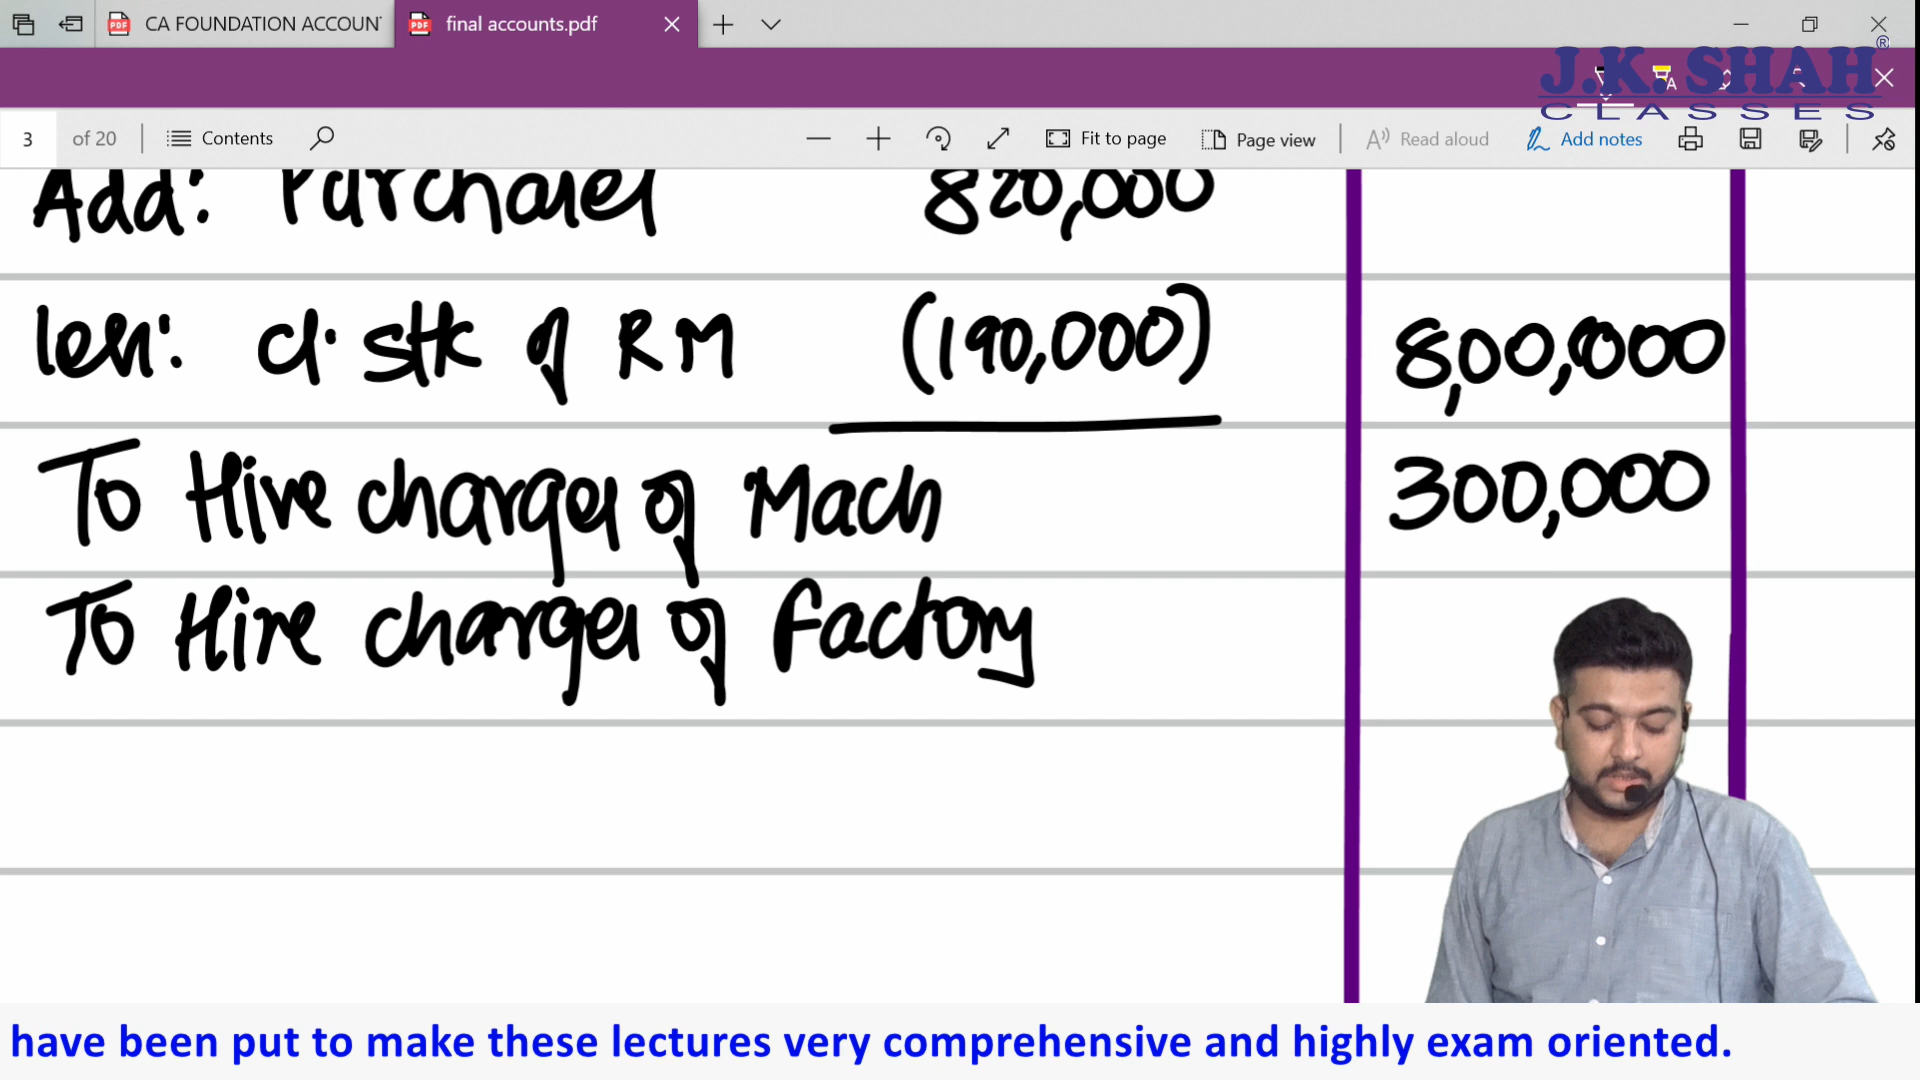 CA FOUNDATION ACCOUNT
final accounts.pdf
J.K. SHAH®
CLASSES
3 of 20 Contents Fit to page Page view Read aloud Add notes
Add: Purchases 820,000
less: cl. stk of RM (190,000) 8,00,000
To Hire charges of Mach 300,000
To Hire charges of factory
have been put to make these lectures very comprehensive and highly exam oriented.